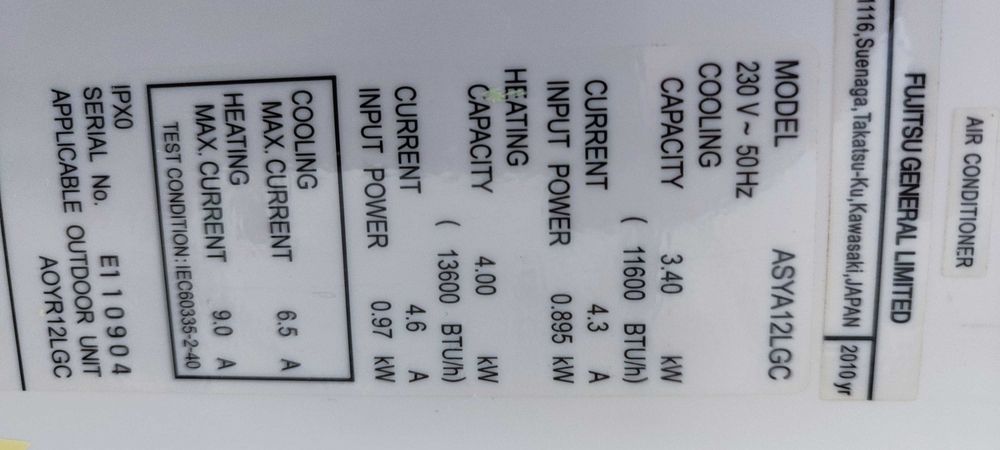 AIR CONDITIONER
FUJITSU GENERAL LIMITED
1116,Suenaga,Takatsu-Ku,Kawasaki,JAPAN 2010yr
MODEL ASYA12LGC
230 V ~ 50Hz
COOLING
CAPACITY 3.40 kW
( 11600 BTU/h)
CURRENT 4.3 A
INPUT POWER 0.895 kW
HEATING
CAPACITY 4.00 kW
( 13600 BTU/h)
CURRENT 4.6 A
INPUT POWER 0.97 kW
COOLING
MAX. CURRENT 6.5 A
HEATING
MAX. CURRENT 9.0 A
TEST CONDITION: IEC60335-2-40
IPX0
SERIAL No. E110904
APPLICABLE OUTDOOR UNIT
AOYR12LGC